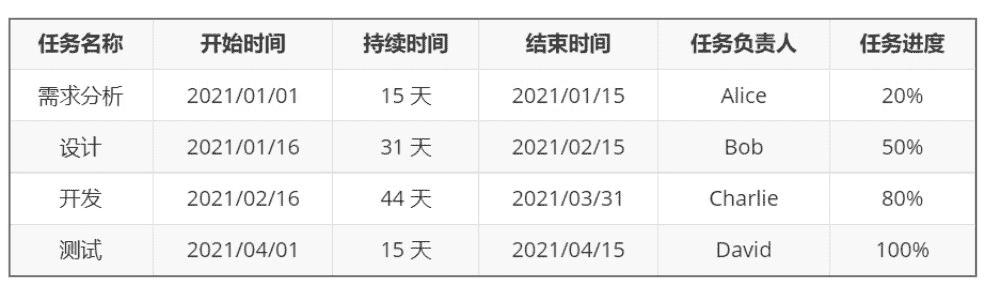 任务名称 开始时间 持续时间 结束时间 任务负责人 任务进度
需求分析 2021/01/01 15 天 2021/01/15 Alice 20%
设计 2021/01/16 31 天 2021/02/15 Bob 50%
开发 2021/02/16 44 天 2021/03/31 Charlie 80%
测试 2021/04/01 15 天 2021/04/15 David 100%